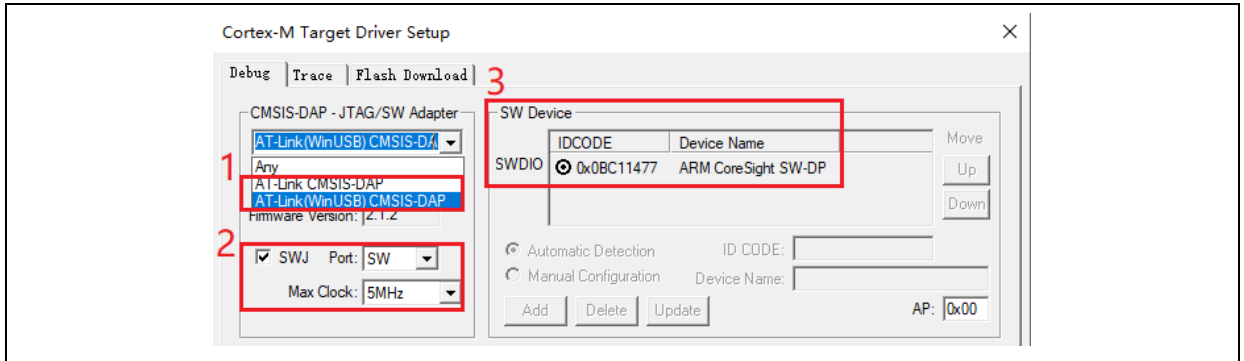 Cortex-M Target Driver Setup
Debug Trace Flash Download
3
CMSIS-DAP - JTAG/SW Adapter
AT-Link(WinUSB) CMSIS-DA
1
Any
AT-Link CMSIS-DAP
AT-Link(WinUSB) CMSIS-DAP
Firmware Version: 2.1.2
2
SWJ Port: SW
Max Clock: 5MHz
SW Device
IDCODE Device Name
SWDIO 0x0BC11477 ARM CoreSight SW-DP
Move
Up
Down
Automatic Detection ID CODE:
Manual Configuration Device Name:
Add Delete Update AP: 0x00